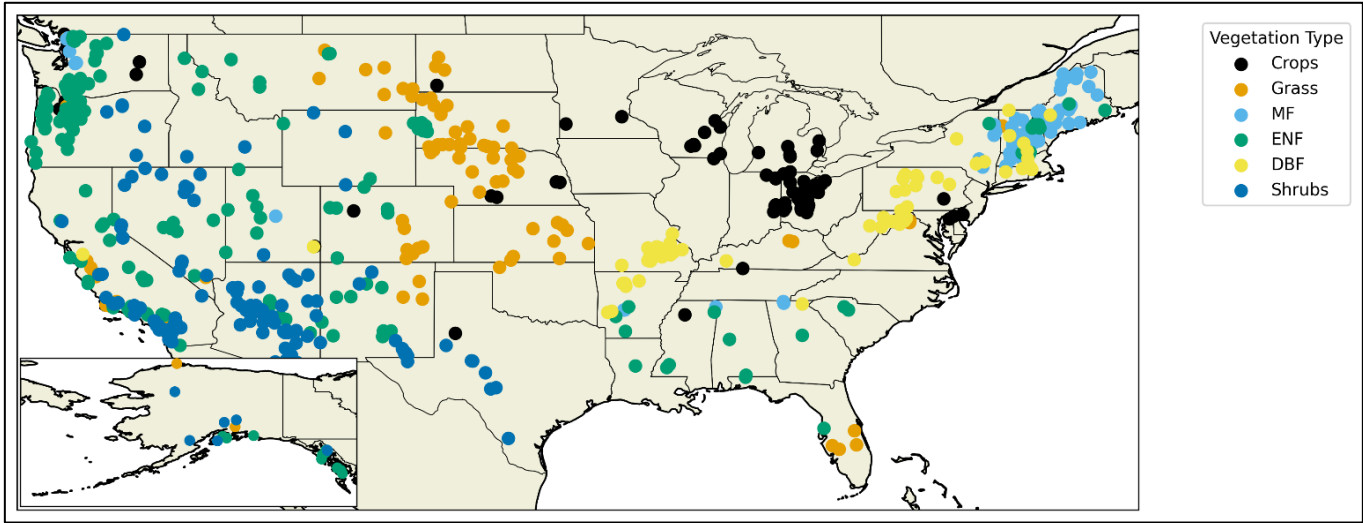 Vegetation Type
Crops
Grass
MF
ENF
DBF
Shrubs